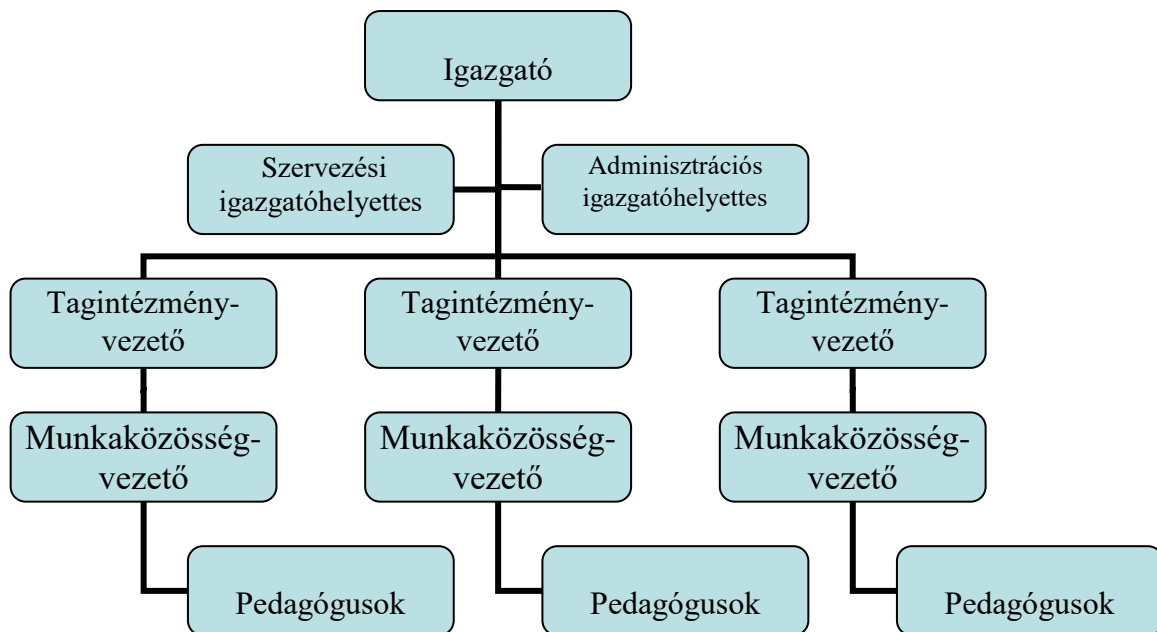 Igazgató
Szervezési
igazgatóhelyettes
Adminisztrációs
igazgatóhelyettes
Tagintézmény-
vezető
Tagintézmény-
vezető
Tagintézmény-
vezető
Munkaközösség-
vezető
Munkaközösség-
vezető
Munkaközösség-
vezető
Pedagógusok
Pedagógusok
Pedagógusok